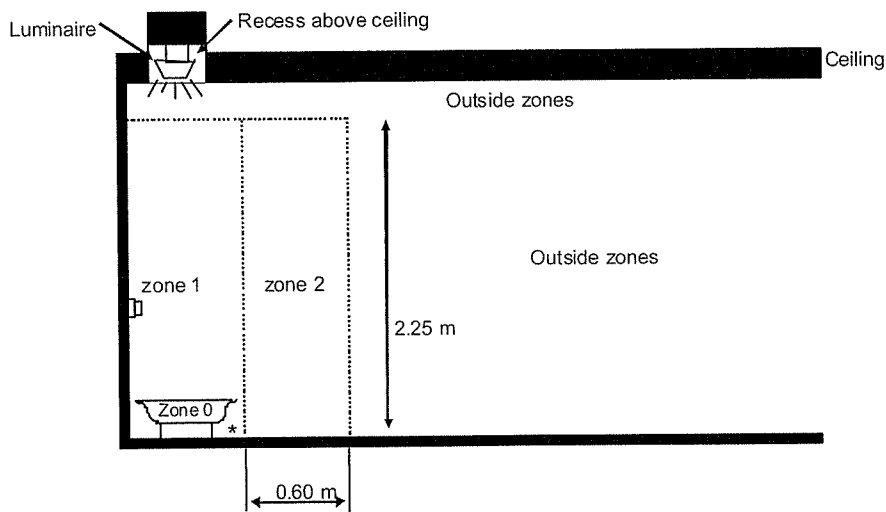 Luminaire
Recess above ceiling
Ceiling
Outside zones
zone 1
zone 2
Outside zones
2.25 m
Zone 0
*
0.60 m